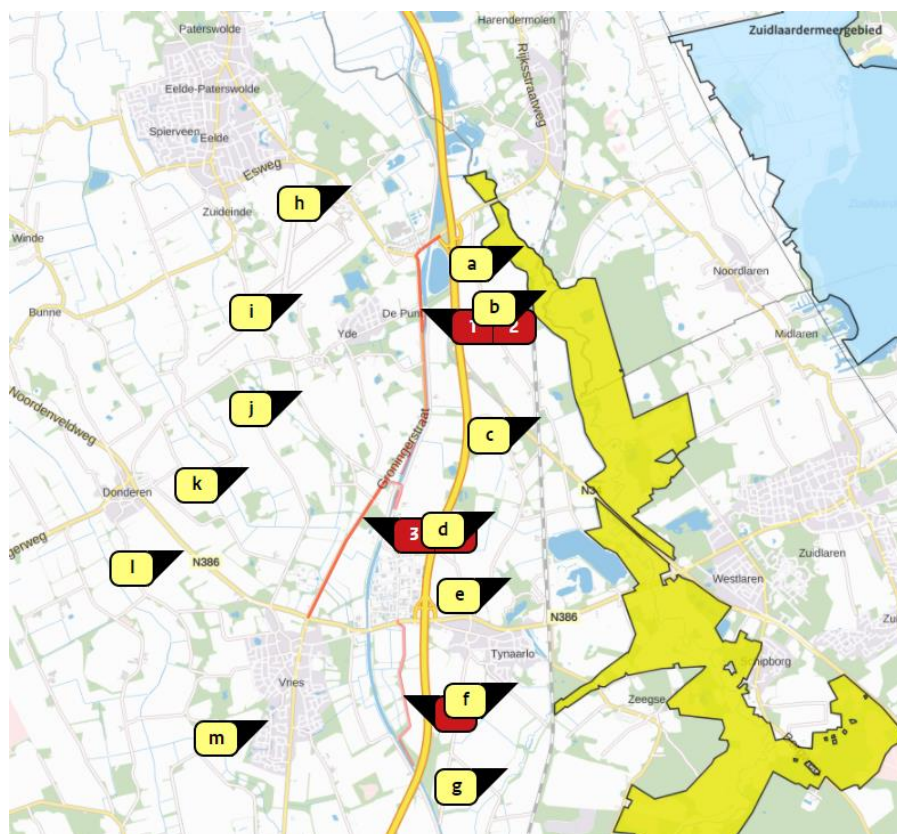 Harendermolen
Paterswolde
Zuidlaardermeergebied
Rijksstraatweg
Eelde-Paterswolde
Spierveen
Eelde
Esweg
h
Zuideinde
Winde
a
Noordlaren
b
i
Bunne
De Punt
1
2
Yde
Midlaren
Noordenveldweg
j
Groningerstraat
c
k
Donderen
3
d
Zuidlaren
l
N386
e
Westlaren
N386
Tynaarlo
Schipborg
Vries
f
Zeegse
m
g